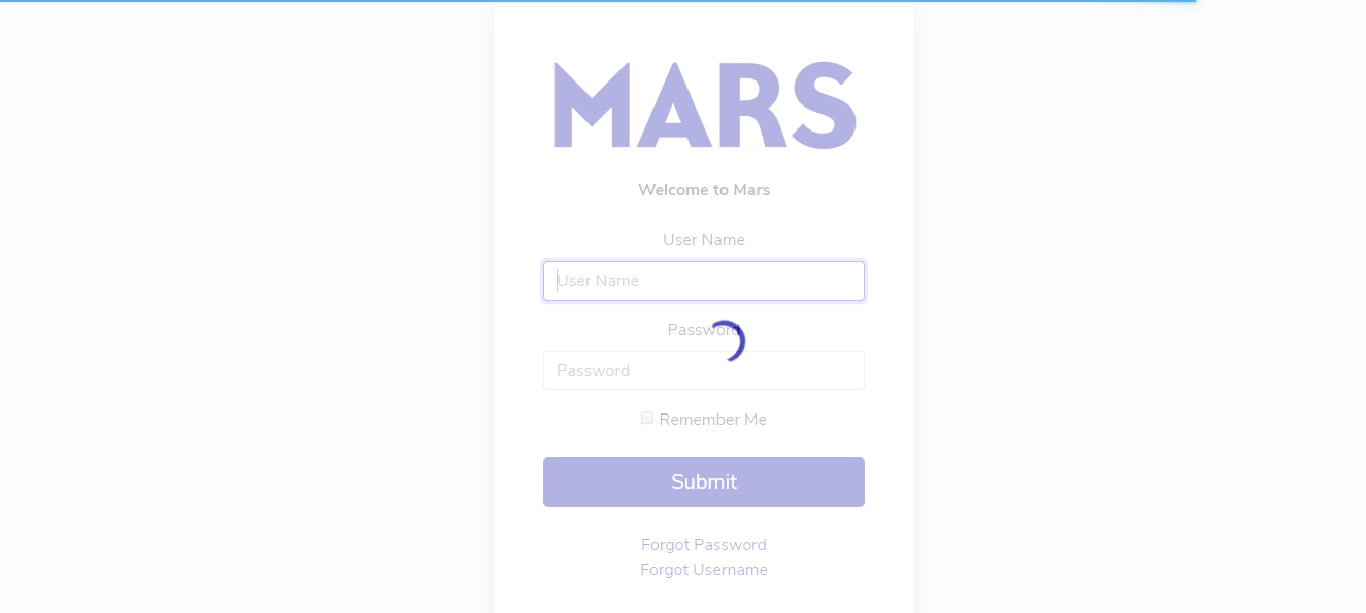 MARS
Welcome to Mars
User Name
User Name
Password
Password
Remember Me
Submit
Forgot Password
Forgot Username